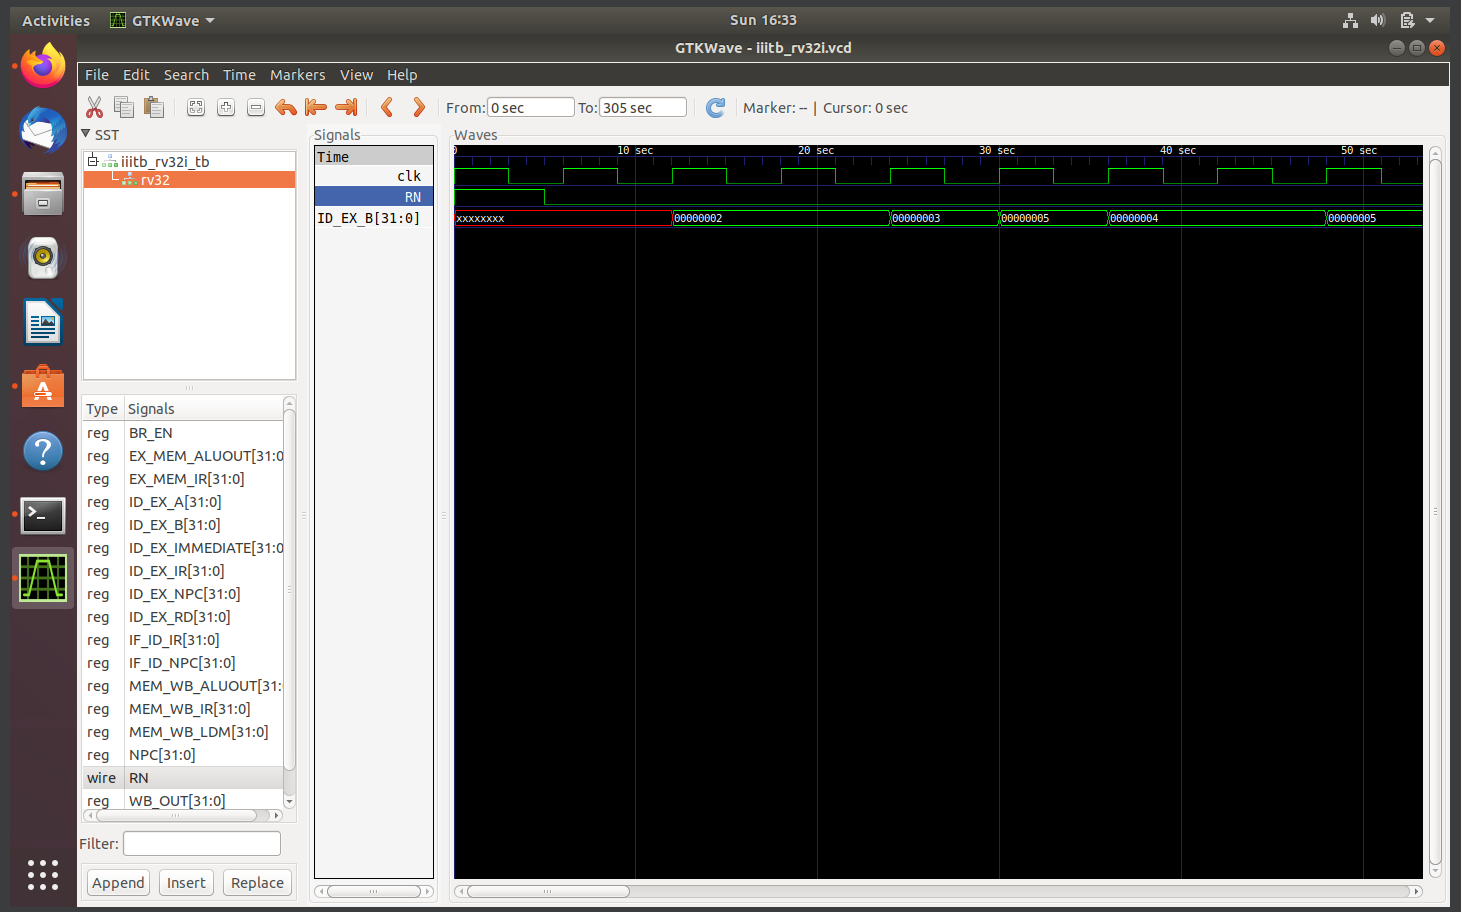 Activities GTKWave Sun 16:33
GTKWave - iiitb_rv32i.vcd
File Edit Search Time Markers View Help
From: 0 sec To: 305 sec Marker: -- | Cursor: 0 sec
SST
iiitb_rv32i_tb
rv32
Type Signals
reg BR_EN
reg EX_MEM_ALUOUT[31:0
reg EX_MEM_IR[31:0]
reg ID_EX_A[31:0]
reg ID_EX_B[31:0]
reg ID_EX_IMMEDIATE[31:0
reg ID_EX_IR[31:0]
reg ID_EX_NPC[31:0]
reg ID_EX_RD[31:0]
reg IF_ID_IR[31:0]
reg IF_ID_NPC[31:0]
reg MEM_WB_ALUOUT[31:
reg MEM_WB_IR[31:0]
reg MEM_WB_LDM[31:0]
reg NPC[31:0]
wire RN
reg WB_OUT[31:0]
Filter:
Append Insert Replace
Signals
Time
clk
RN
ID_EX_B[31:0]
Waves
0 10 sec 20 sec 30 sec 40 sec 50 sec
xxxxxxxx 00000002 00000003 00000005 00000004 00000005